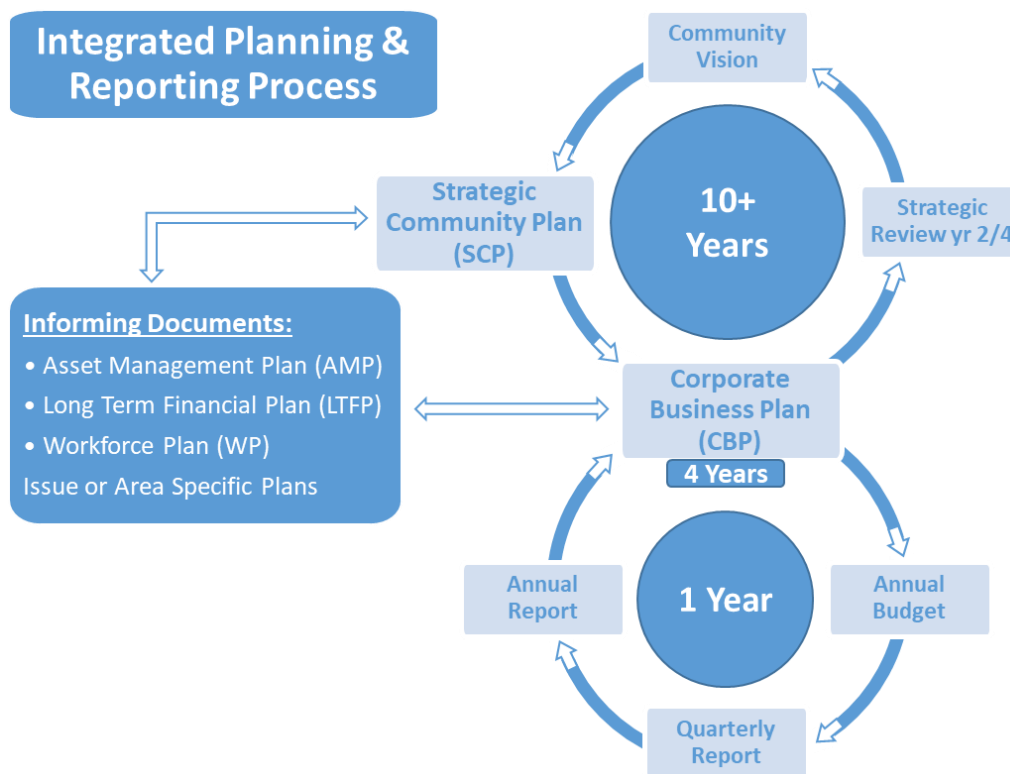 Integrated Planning &
Reporting Process
Community
Vision
10+
Years
Strategic
Community Plan
(SCP)
Strategic
Review yr 2/4
Informing Documents:
• Asset Management Plan (AMP)
• Long Term Financial Plan (LTFP)
• Workforce Plan (WP)
Issue or Area Specific Plans
Corporate
Business Plan
(CBP)
4 Years
Annual
Report
1 Year
Annual
Budget
Quarterly
Report